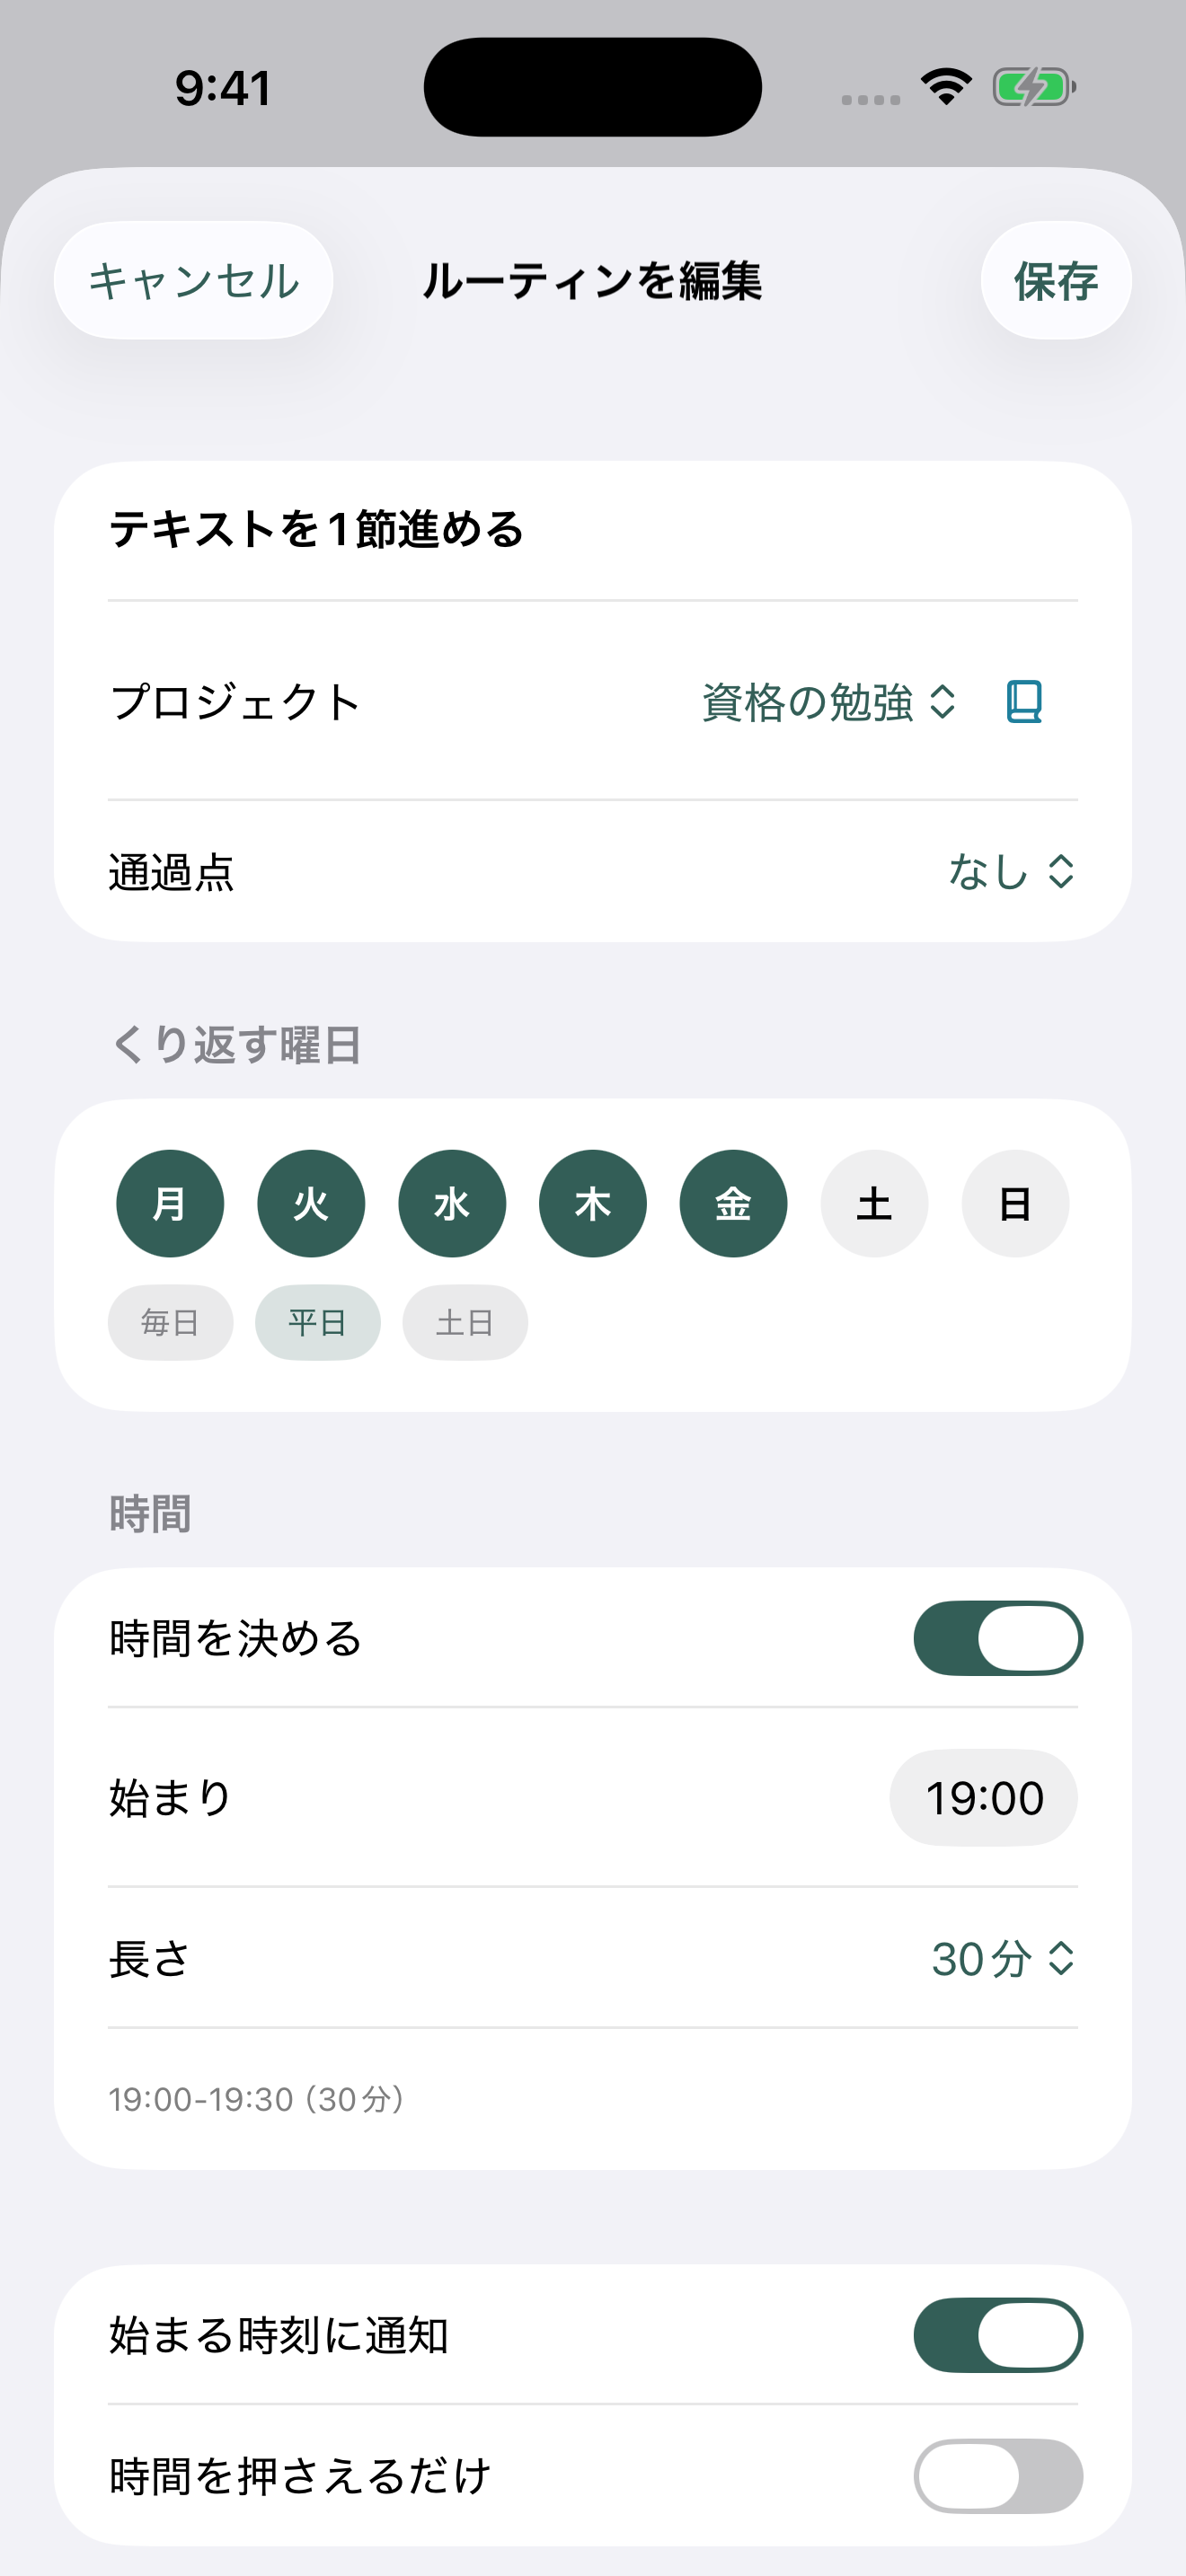 9:41
キャンセル
ルーティンを編集
保存
テキストを1節進める
プロジェクト 資格の勉強
通過点 なし
くり返す曜日
月 火 水 木 金 土 日
毎日 平日 土日
時間
時間を決める
始まり 19:00
長さ 30分
19:00-19:30（30分）
始まる時刻に通知
時間を押さえるだけ